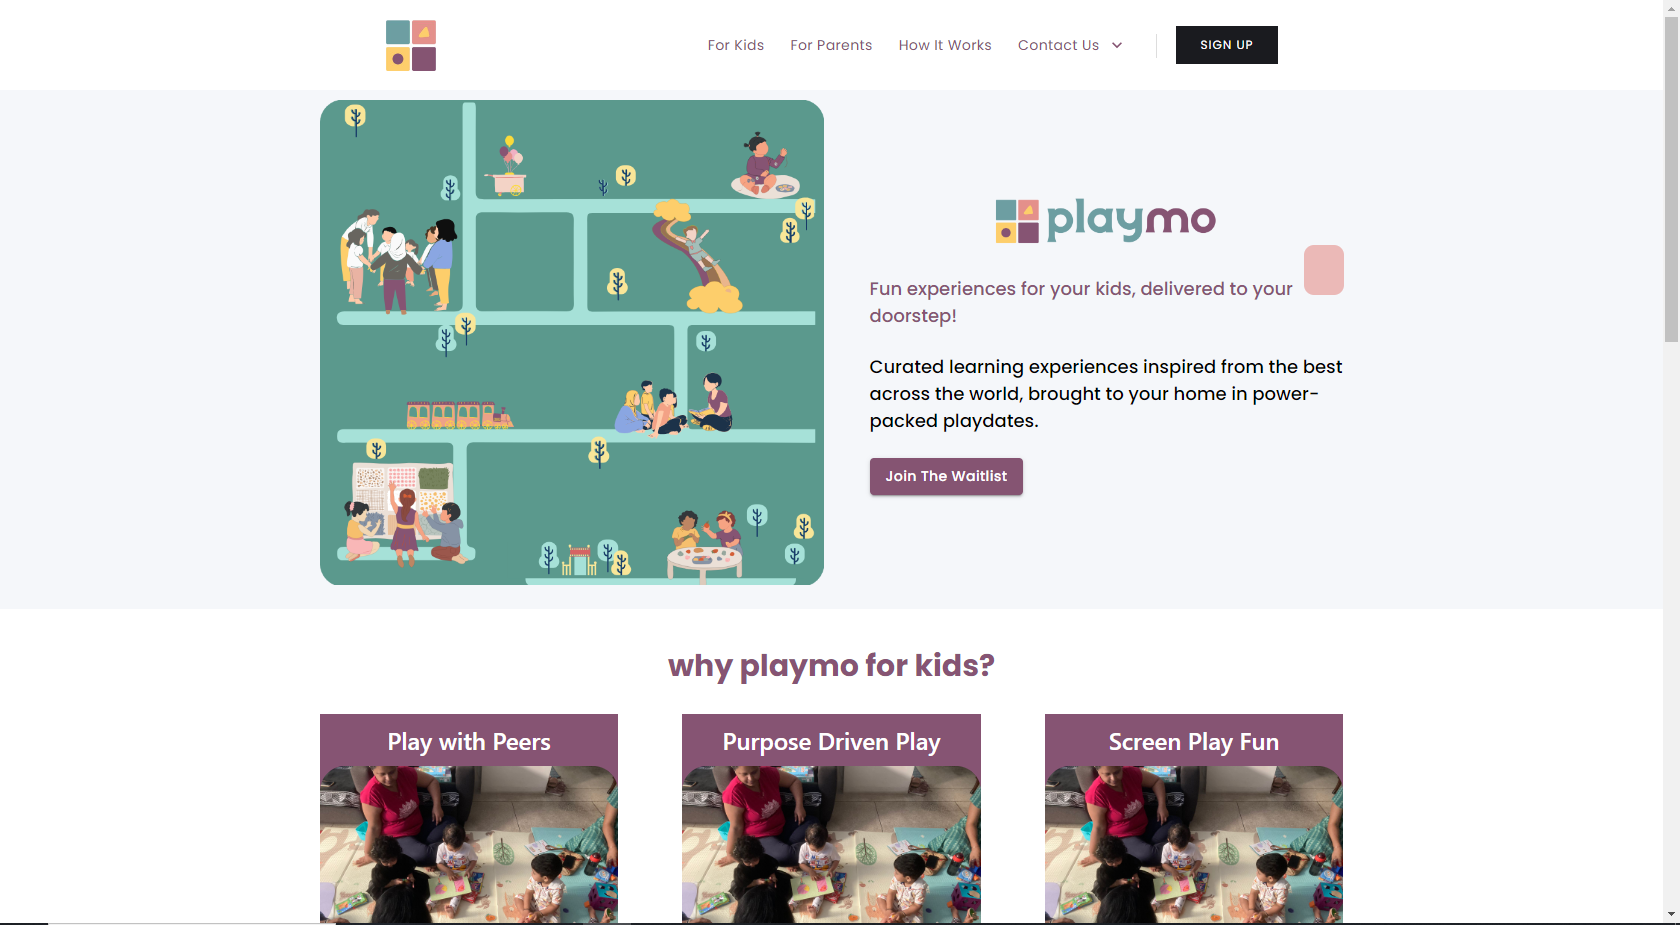 For Kids
For Parents
How It Works
Contact Us
SIGN UP
playmo
Fun experiences for your kids, delivered to your
doorstep!
Curated learning experiences inspired from the best
across the world, brought to your home in power-
packed playdates.
Join The Waitlist
why playmo for kids?
Play with Peers
Purpose Driven Play
Screen Play Fun